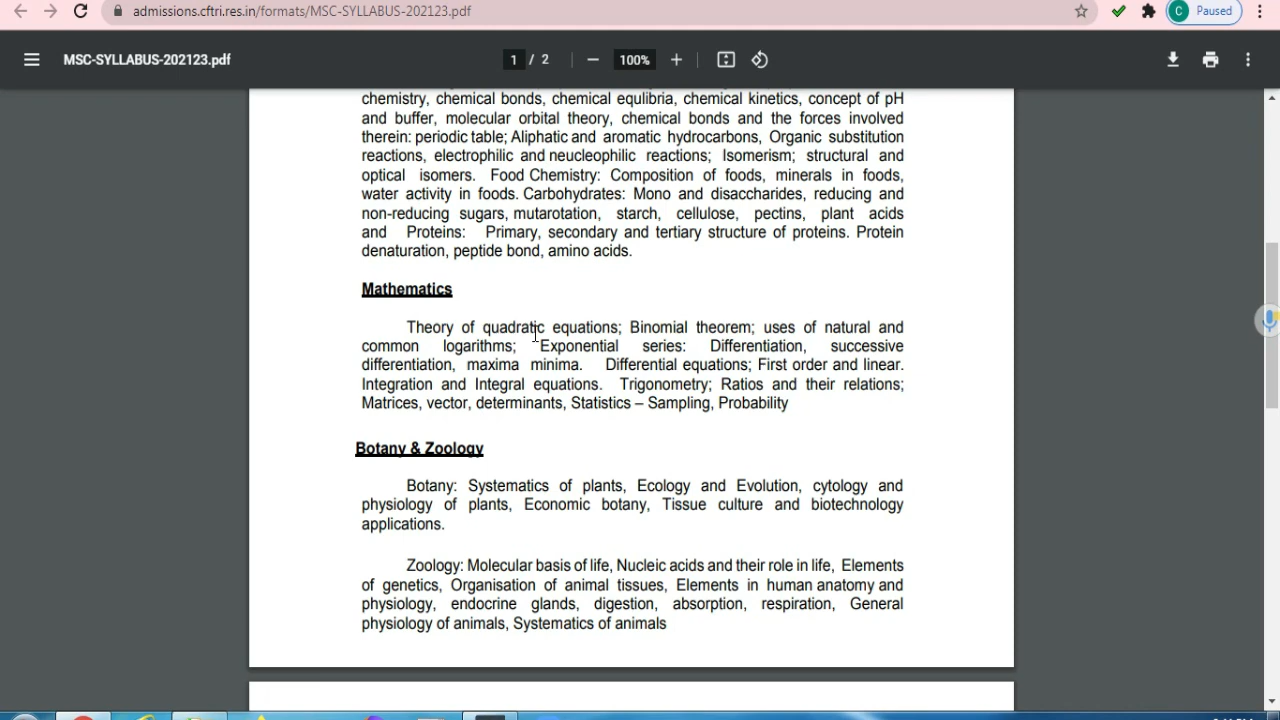 admissions.cftri.res.in/formats/MSC-SYLLABUS-202123.pdf
C Paused
MSC-SYLLABUS-202123.pdf
1 / 2
100%
chemistry, chemical bonds, chemical equlibria, chemical kinetics, concept of pH
and buffer, molecular orbital theory, chemical bonds and the forces involved
therein: periodic table; Aliphatic and aromatic hydrocarbons, Organic substitution
reactions, electrophilic and neucleophilic reactions; Isomerism; structural and
optical isomers. Food Chemistry: Composition of foods, minerals in foods,
water activity in foods. Carbohydrates: Mono and disaccharides, reducing and
non-reducing sugars, mutarotation, starch, cellulose, pectins, plant acids
and Proteins: Primary, secondary and tertiary structure of proteins. Protein
denaturation, peptide bond, amino acids.
Mathematics
Theory of quadratic equations; Binomial theorem; uses of natural and
common logarithms; Exponential series: Differentiation, successive
differentiation, maxima minima. Differential equations; First order and linear.
Integration and Integral equations. Trigonometry; Ratios and their relations;
Matrices, vector, determinants, Statistics – Sampling, Probability
Botany & Zoology
Botany: Systematics of plants, Ecology and Evolution, cytology and
physiology of plants, Economic botany, Tissue culture and biotechnology
applications.
Zoology: Molecular basis of life, Nucleic acids and their role in life, Elements
of genetics, Organisation of animal tissues, Elements in human anatomy and
physiology, endocrine glands, digestion, absorption, respiration, General
physiology of animals, Systematics of animals